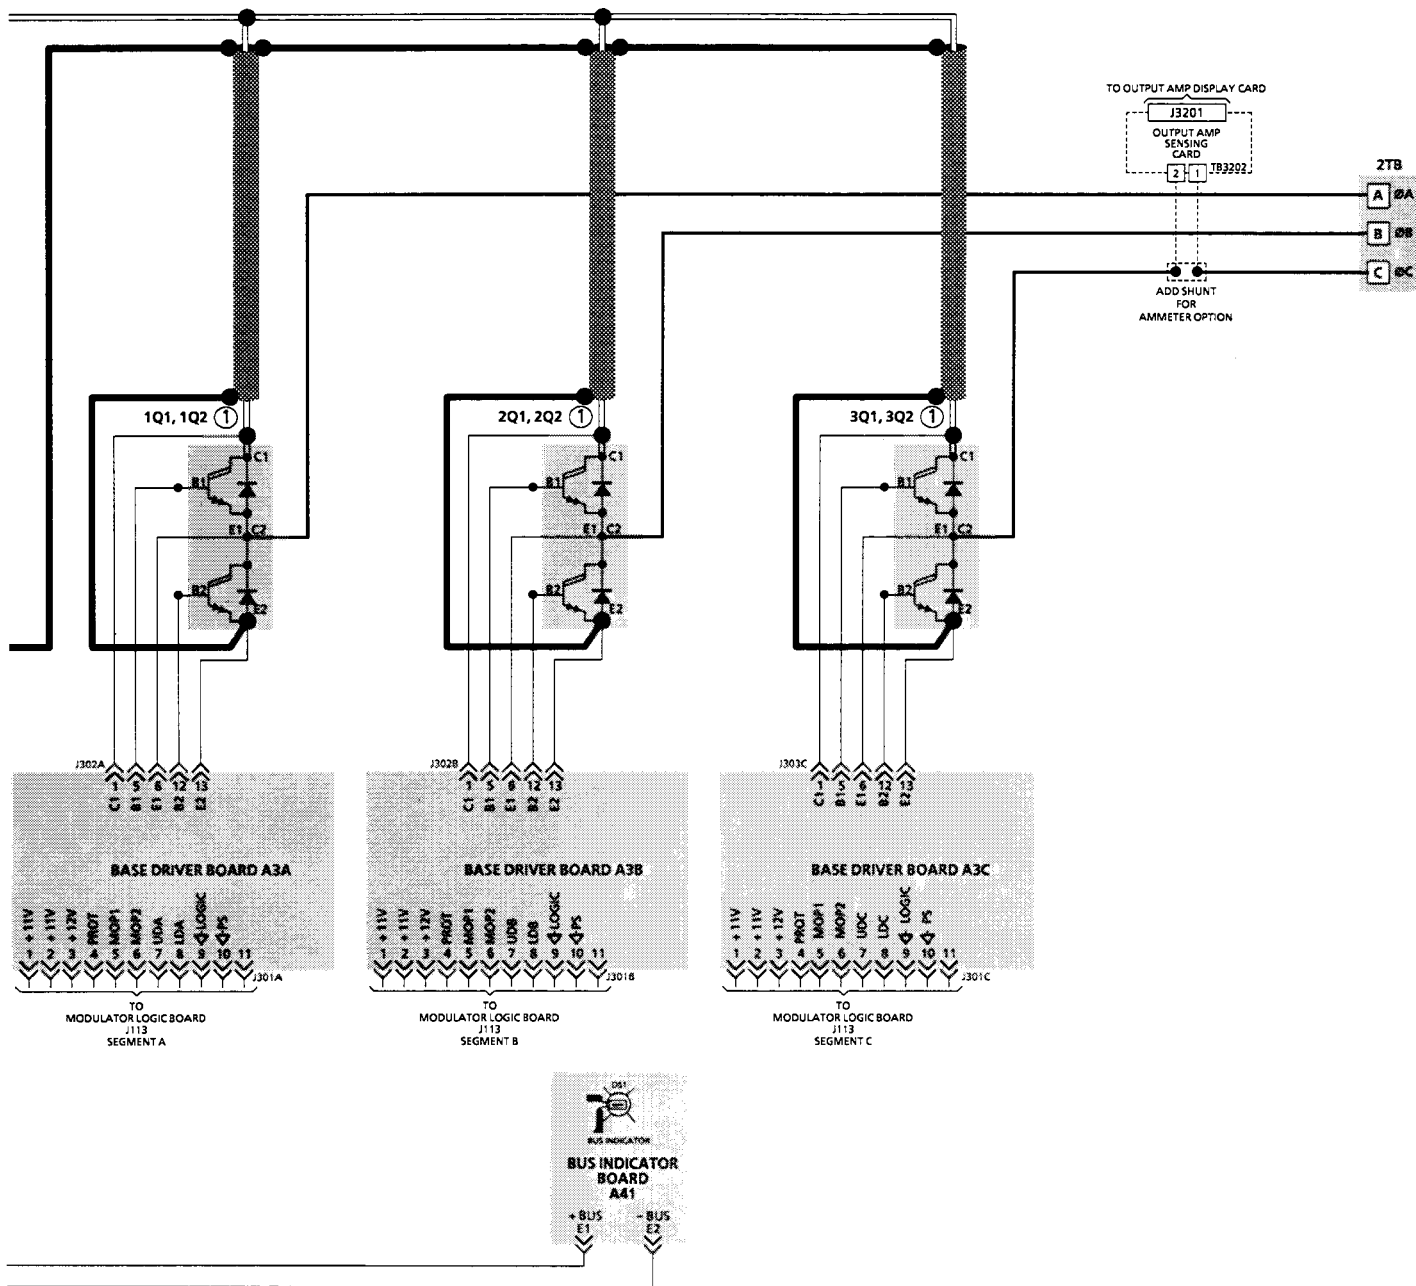 TO OUTPUT AMP DISPLAY CARD
J3201
OUTPUT AMP
SENSING
CARD
2 1 TB3202
2TB
A ØA
B ØB
C ØC
ADD SHUNT
FOR
AMMETER OPTION
1Q1, 1Q2 1
2Q1, 2Q2 1
3Q1, 3Q2 1
C1
B1
E1 C2
B2
E2
C1
B1
E1 C2
B2
E2
C1
B1
E1 C2
B2
E2
J302A
1 5 6 12 13
C1 B1 E1 B2 E2
BASE DRIVER BOARD A3A
+11V +11V +12V PROT MOP1 MOP2 UDA LDA LOGIC PS
1 2 3 4 5 6 7 8 9 10 11
J301A
TO
MODULATOR LOGIC BOARD
J113
SEGMENT A
J302B
1 5 6 12 13
C1 B1 E1 B2 E2
BASE DRIVER BOARD A3B
+11V +11V +12V PROT MOP1 MOP2 UDB LDB LOGIC PS
1 2 3 4 5 6 7 8 9 10 11
J301B
TO
MODULATOR LOGIC BOARD
J113
SEGMENT B
J303C
1 5 6 12 13
C1 B1 E1 B2 E2
BASE DRIVER BOARD A3C
+11V +11V +12V PROT MOP1 MOP2 UDC LDC LOGIC PS
1 2 3 4 5 6 7 8 9 10 11
J301C
TO
MODULATOR LOGIC BOARD
J113
SEGMENT C
DS1
BUS INDICATOR
BUS INDICATOR
BOARD
A41
+ BUS
E1
- BUS
E2